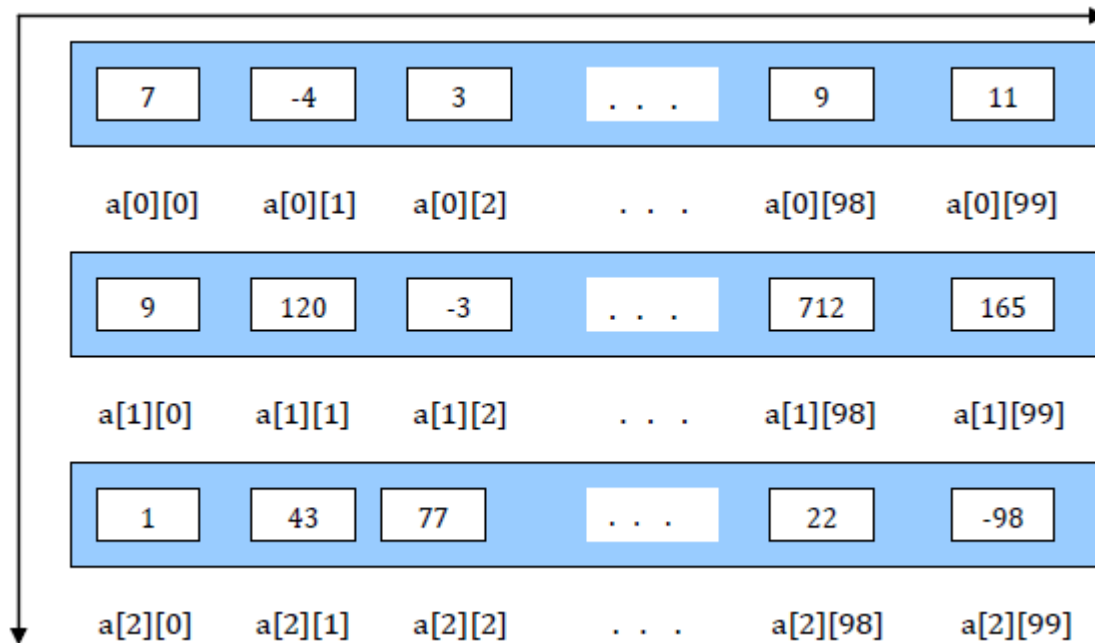 7 -4 3 . . . 9 11
a[0][0] a[0][1] a[0][2] . . . a[0][98] a[0][99]
9 120 -3 . . . 712 165
a[1][0] a[1][1] a[1][2] . . . a[1][98] a[1][99]
1 43 77 . . . 22 -98
a[2][0] a[2][1] a[2][2] . . . a[2][98] a[2][99]